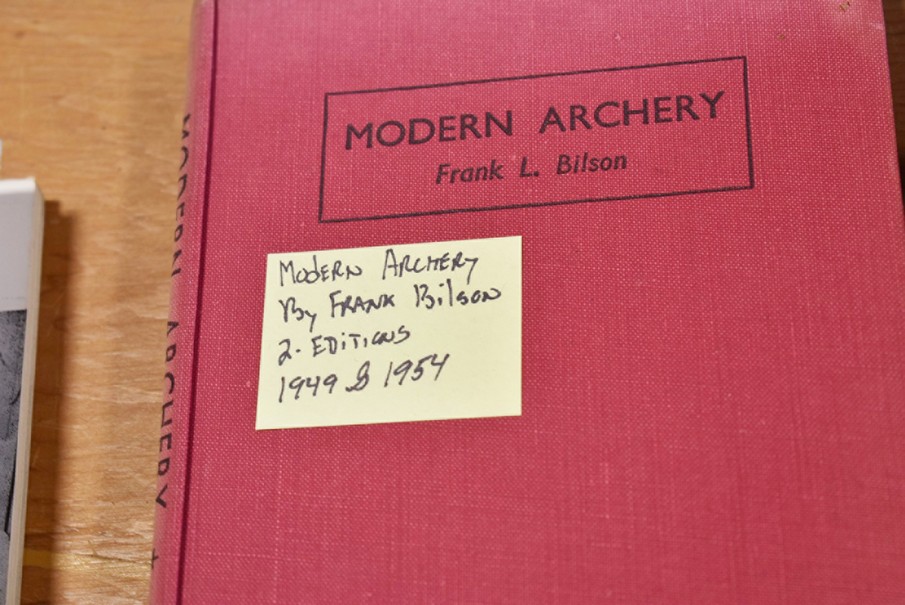 MODERN ARCHERY
Frank L. Bilson
MODERN ARCHERY
By FRANK Bilson
2. EDITIONS
1949 & 1954
MODERN ARCHERY